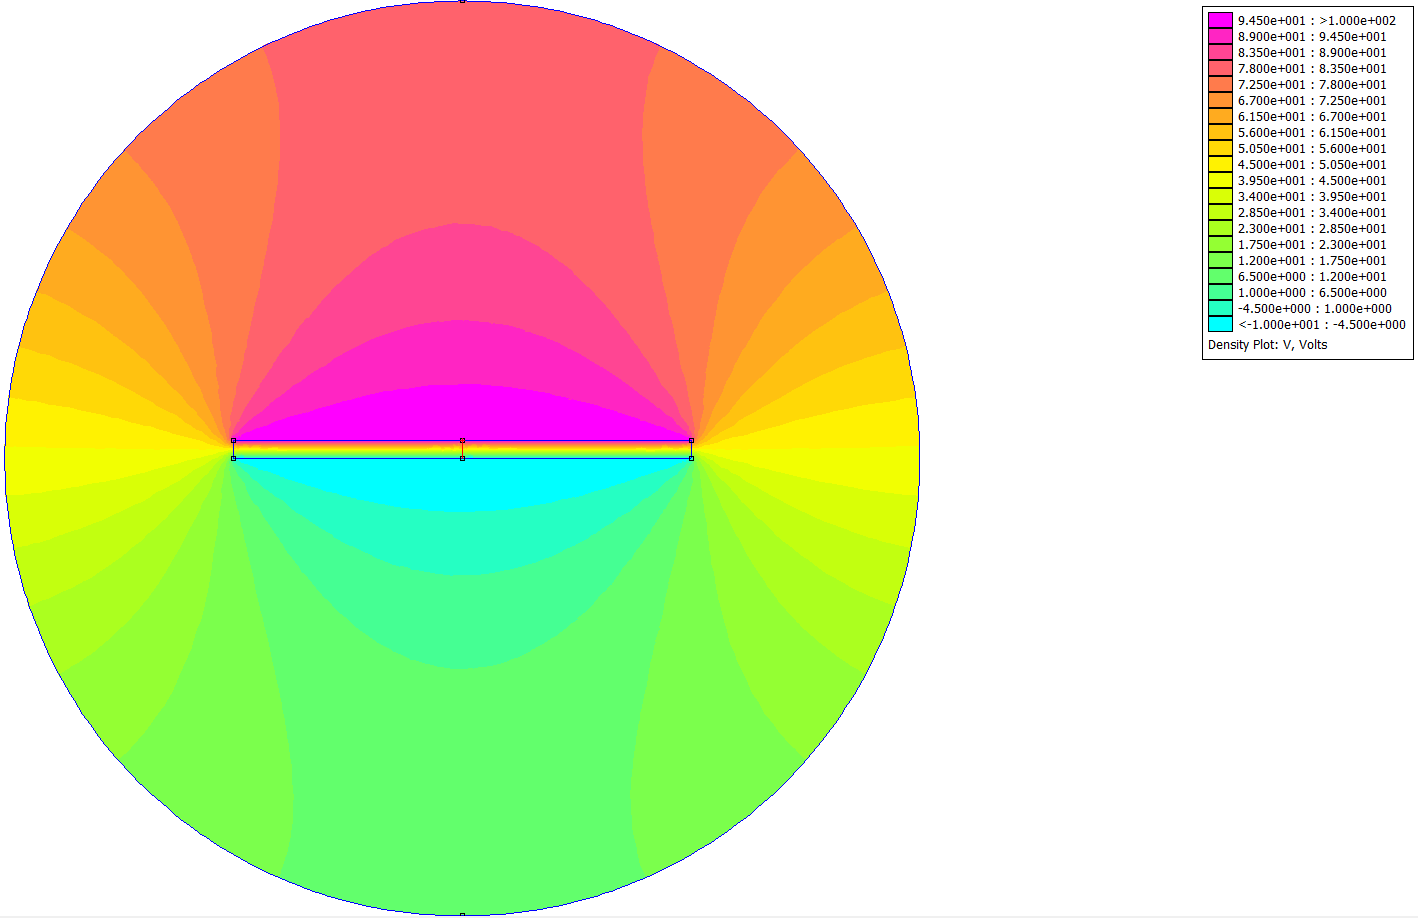 9.450e+001 : >1.000e+002
8.900e+001 : 9.450e+001
8.350e+001 : 8.900e+001
7.800e+001 : 8.350e+001
7.250e+001 : 7.800e+001
6.700e+001 : 7.250e+001
6.150e+001 : 6.700e+001
5.600e+001 : 6.150e+001
5.050e+001 : 5.600e+001
4.500e+001 : 5.050e+001
3.950e+001 : 4.500e+001
3.400e+001 : 3.950e+001
2.850e+001 : 3.400e+001
2.300e+001 : 2.850e+001
1.750e+001 : 2.300e+001
1.200e+001 : 1.750e+001
6.500e+000 : 1.200e+001
1.000e+000 : 6.500e+000
-4.500e+000 : 1.000e+000
<-1.000e+001 : -4.500e+000
Density Plot: V, Volts